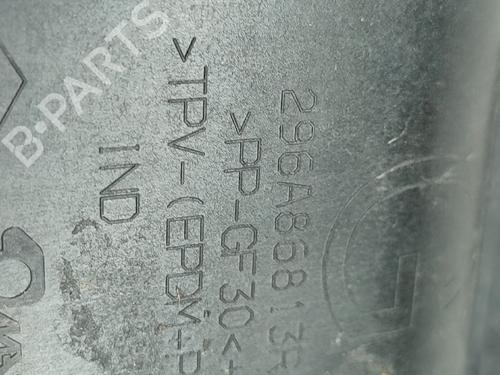 B-PARTS
296A86813R
>PP-GF30<+
>TPV-(EPDM+P
IND